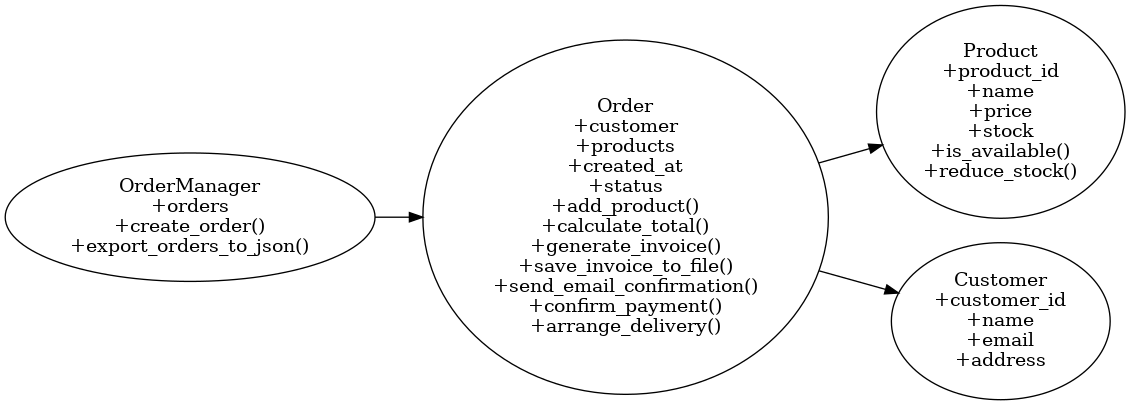 OrderManager
+orders
+create_order()
+export_orders_to_json()
Order
+customer
+products
+created_at
+status
+add_product()
+calculate_total()
+generate_invoice()
+save_invoice_to_file()
+send_email_confirmation()
+confirm_payment()
+arrange_delivery()
Product
+product_id
+name
+price
+stock
+is_available()
+reduce_stock()
Customer
+customer_id
+name
+email
+address